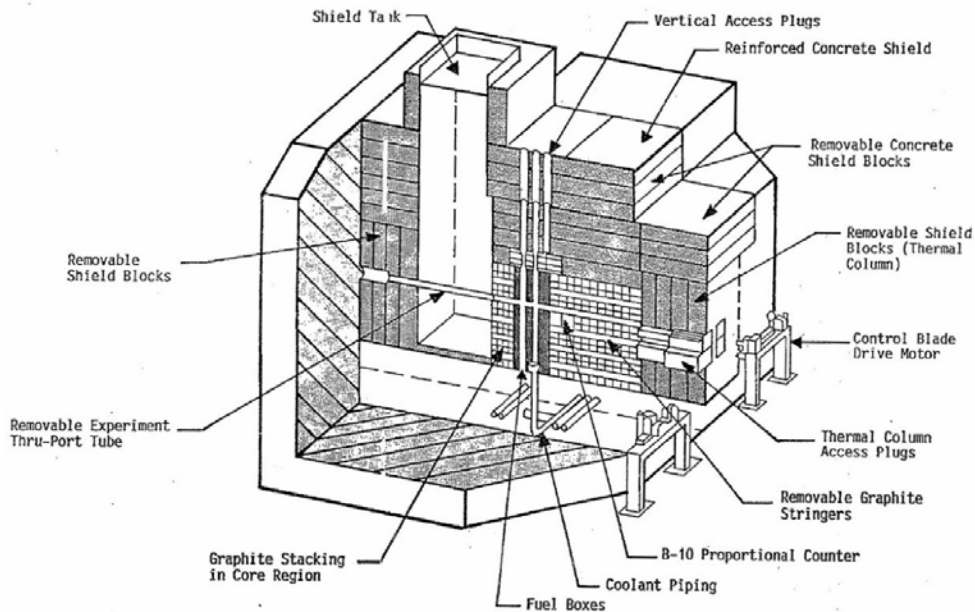 Shield Tank
Vertical Access Plugs
Reinforced Concrete Shield
Removable Concrete
Shield Blocks
Removable Shield
Blocks (Thermal
Column)
Removable
Shield Blocks
Control Blade
Drive Motor
Removable Experiment
Thru-Port Tube
Thermal Column
Access Plugs
Removable Graphite
Stringers
Graphite Stacking
in Core Region
B-10 Proportional Counter
Coolant Piping
Fuel Boxes